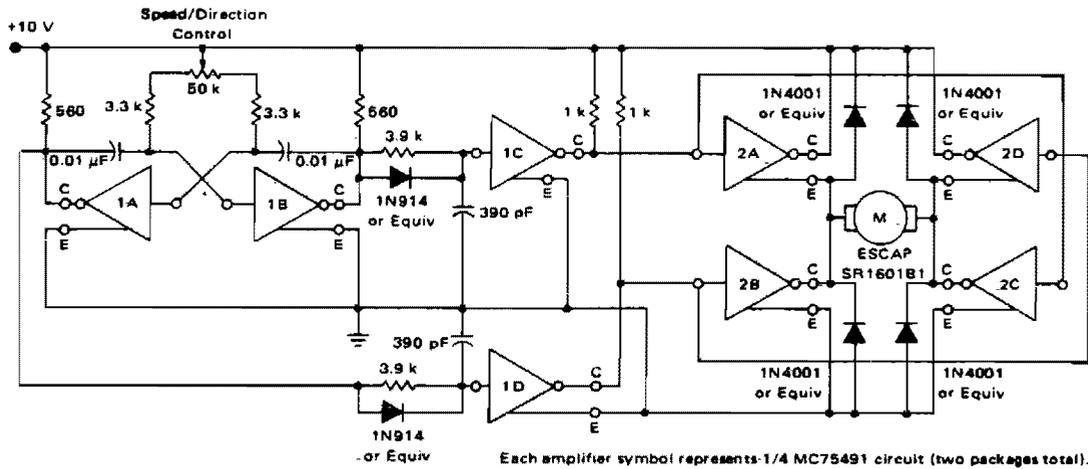 Speed/Direction
Control
+10 V
50 k
560
3.3 k
3.3 k
560
0.01 µF
0.01 µF
3.9 k
1N914
or Equiv
390 pF
1A
1B
C
E
C
E
1C
C
E
1 k
1 k
1N4001
or Equiv
1N4001
or Equiv
2A
C
E
2D
C
E
M
ESCAP
SR1601B1
2B
C
E
2C
C
E
390 pF
3.9 k
1N914
or Equiv
1D
C
E
1N4001
or Equiv
1N4001
or Equiv
Each amplifier symbol represents 1/4 MC75491 circuit (two packages total).